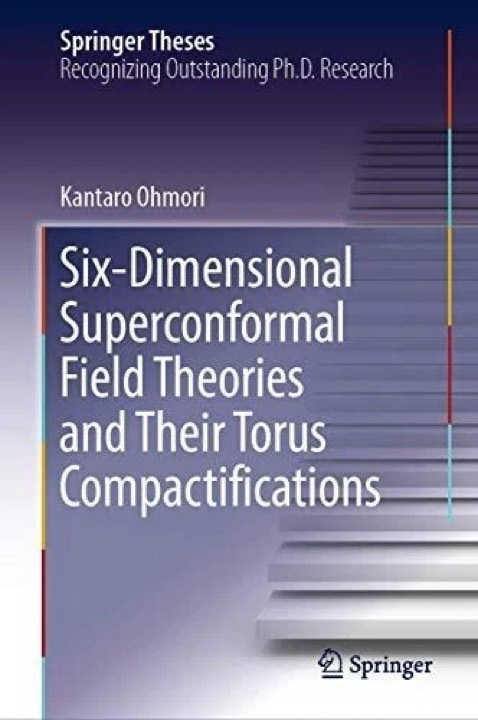 Springer Theses
Recognizing Outstanding Ph.D. Research
Kantaro Ohmori
Six-Dimensional
Superconformal
Field Theories
and Their Torus
Compactifications
Springer